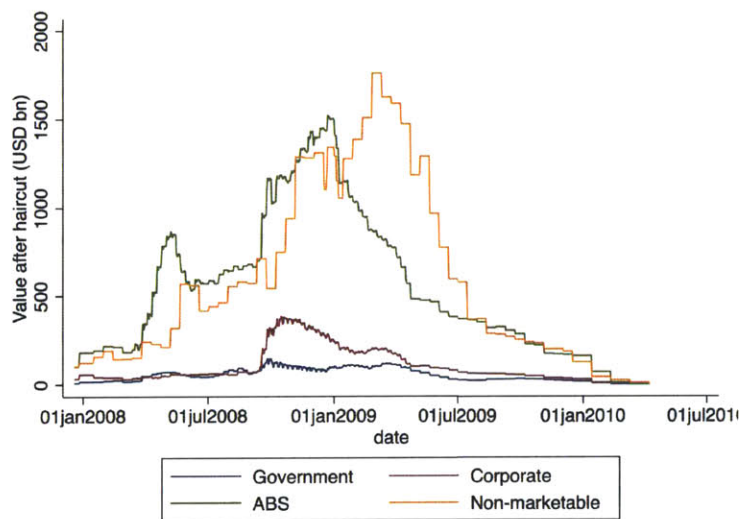 Value after haircut (USD bn)
2000
1500
1000
500
0
01jan2008 01jul2008 01jan2009 01jul2009 01jan2010 01jul201
date
Government Corporate
ABS Non-marketable